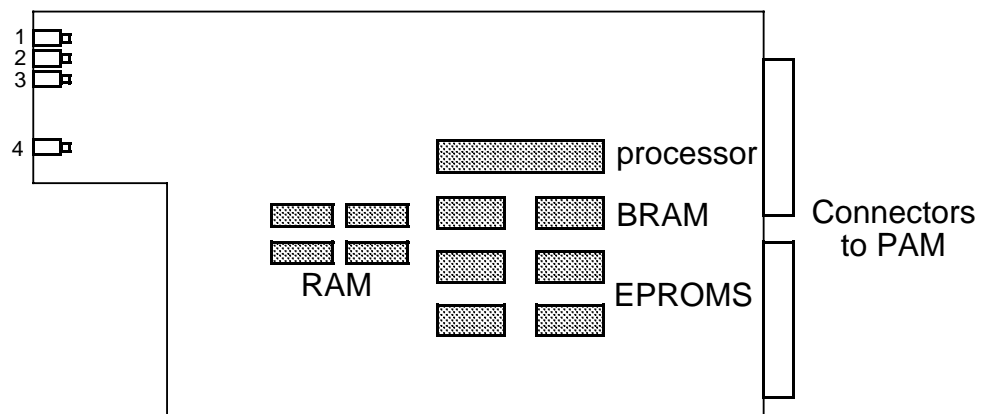 1
2
3
4
processor
BRAM
Connectors
to PAM
RAM
EPROMS